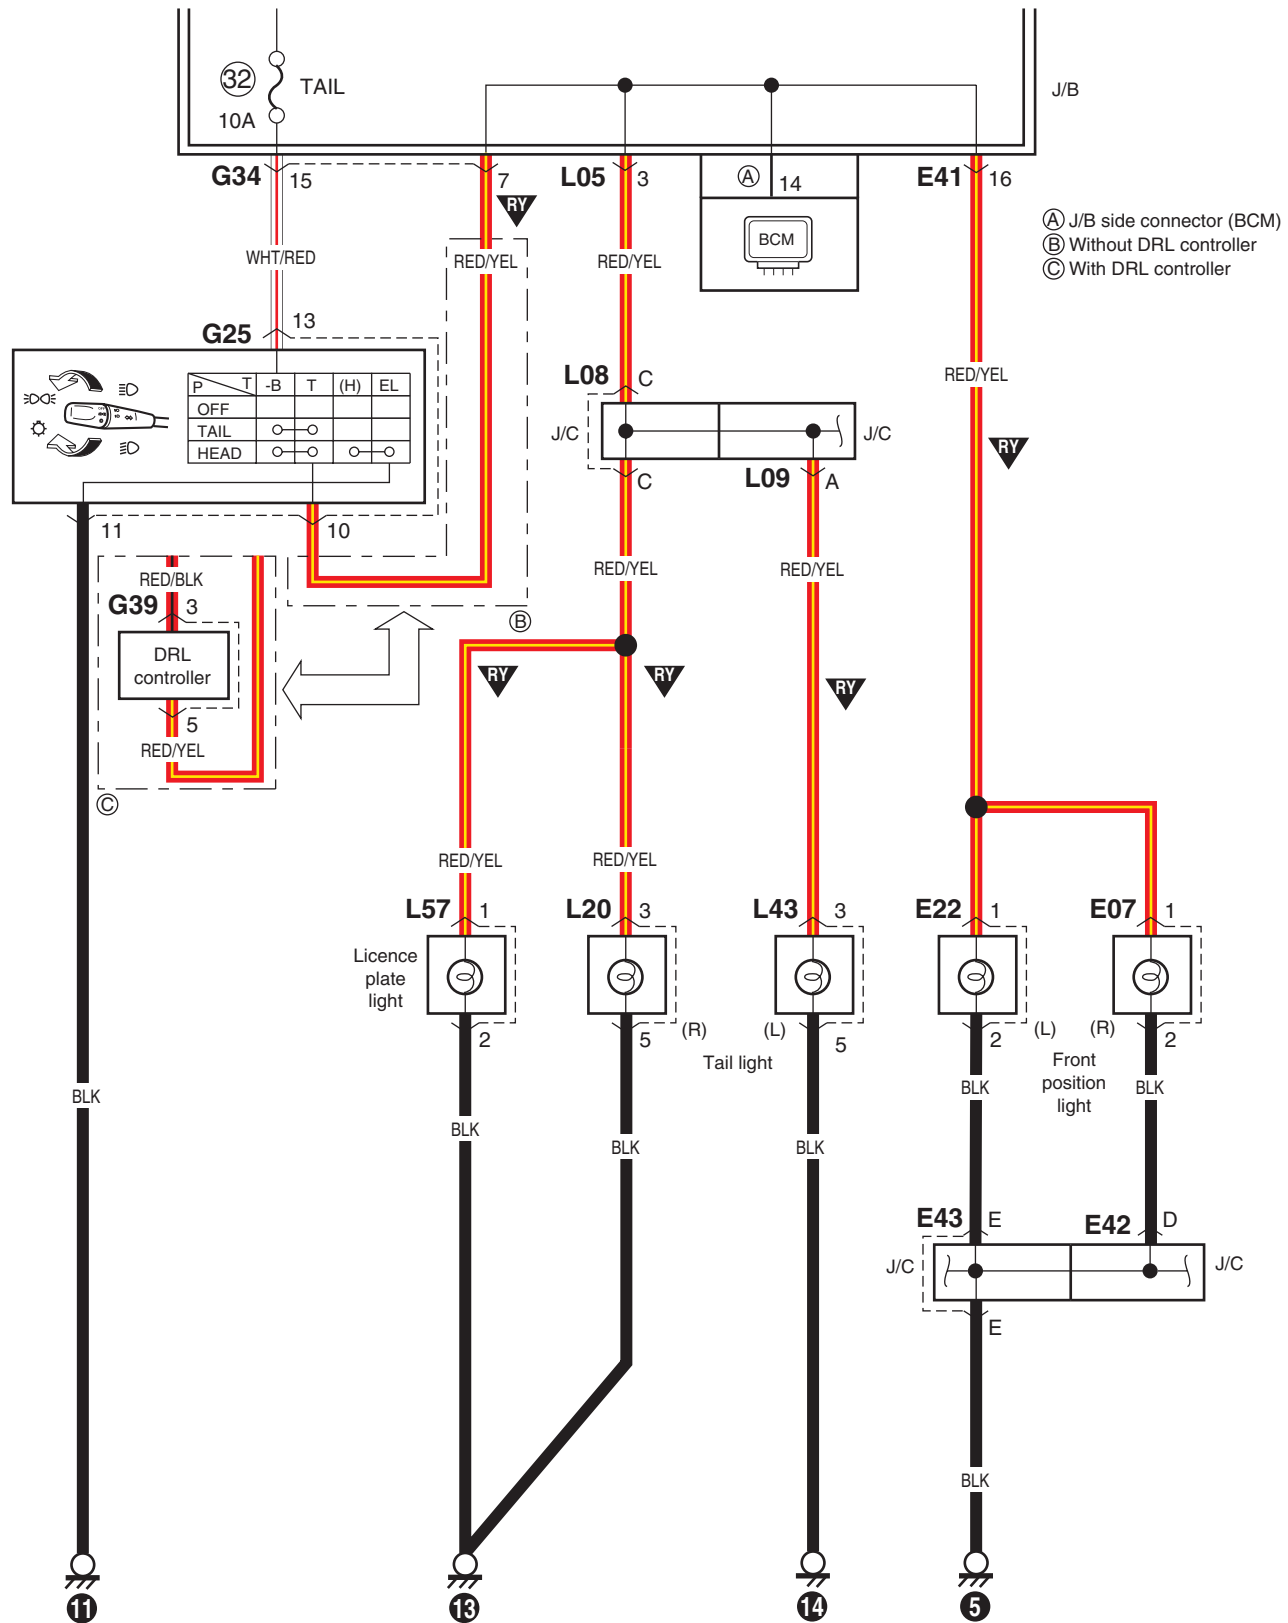 32
TAIL
10A
J/B
G34
15
7
L05
3
A
14
E41
16
RY
BCM
A J/B side connector (BCM)
B Without DRL controller
C With DRL controller
WHT/RED
RED/YEL
RED/YEL
G25
13
RED/YEL
P T -B T (H) EL
OFF
TAIL
HEAD
L08
C
J/C
J/C
C
L09
A
RY
11
10
RED/BLK
G39
3
DRL
controller
5
RED/YEL
C
B
RED/YEL
RED/YEL
RY
RY
RY
RED/YEL
RED/YEL
L57
1
L20
3
L43
3
E22
1
E07
1
Licence
plate
light
2
5
(R)
(L)
5
Tail light
2
(L)
(R)
2
Front
position
light
BLK
BLK
BLK
BLK
BLK
BLK
E43
E
E42
D
J/C
J/C
E
BLK
11
13
14
5